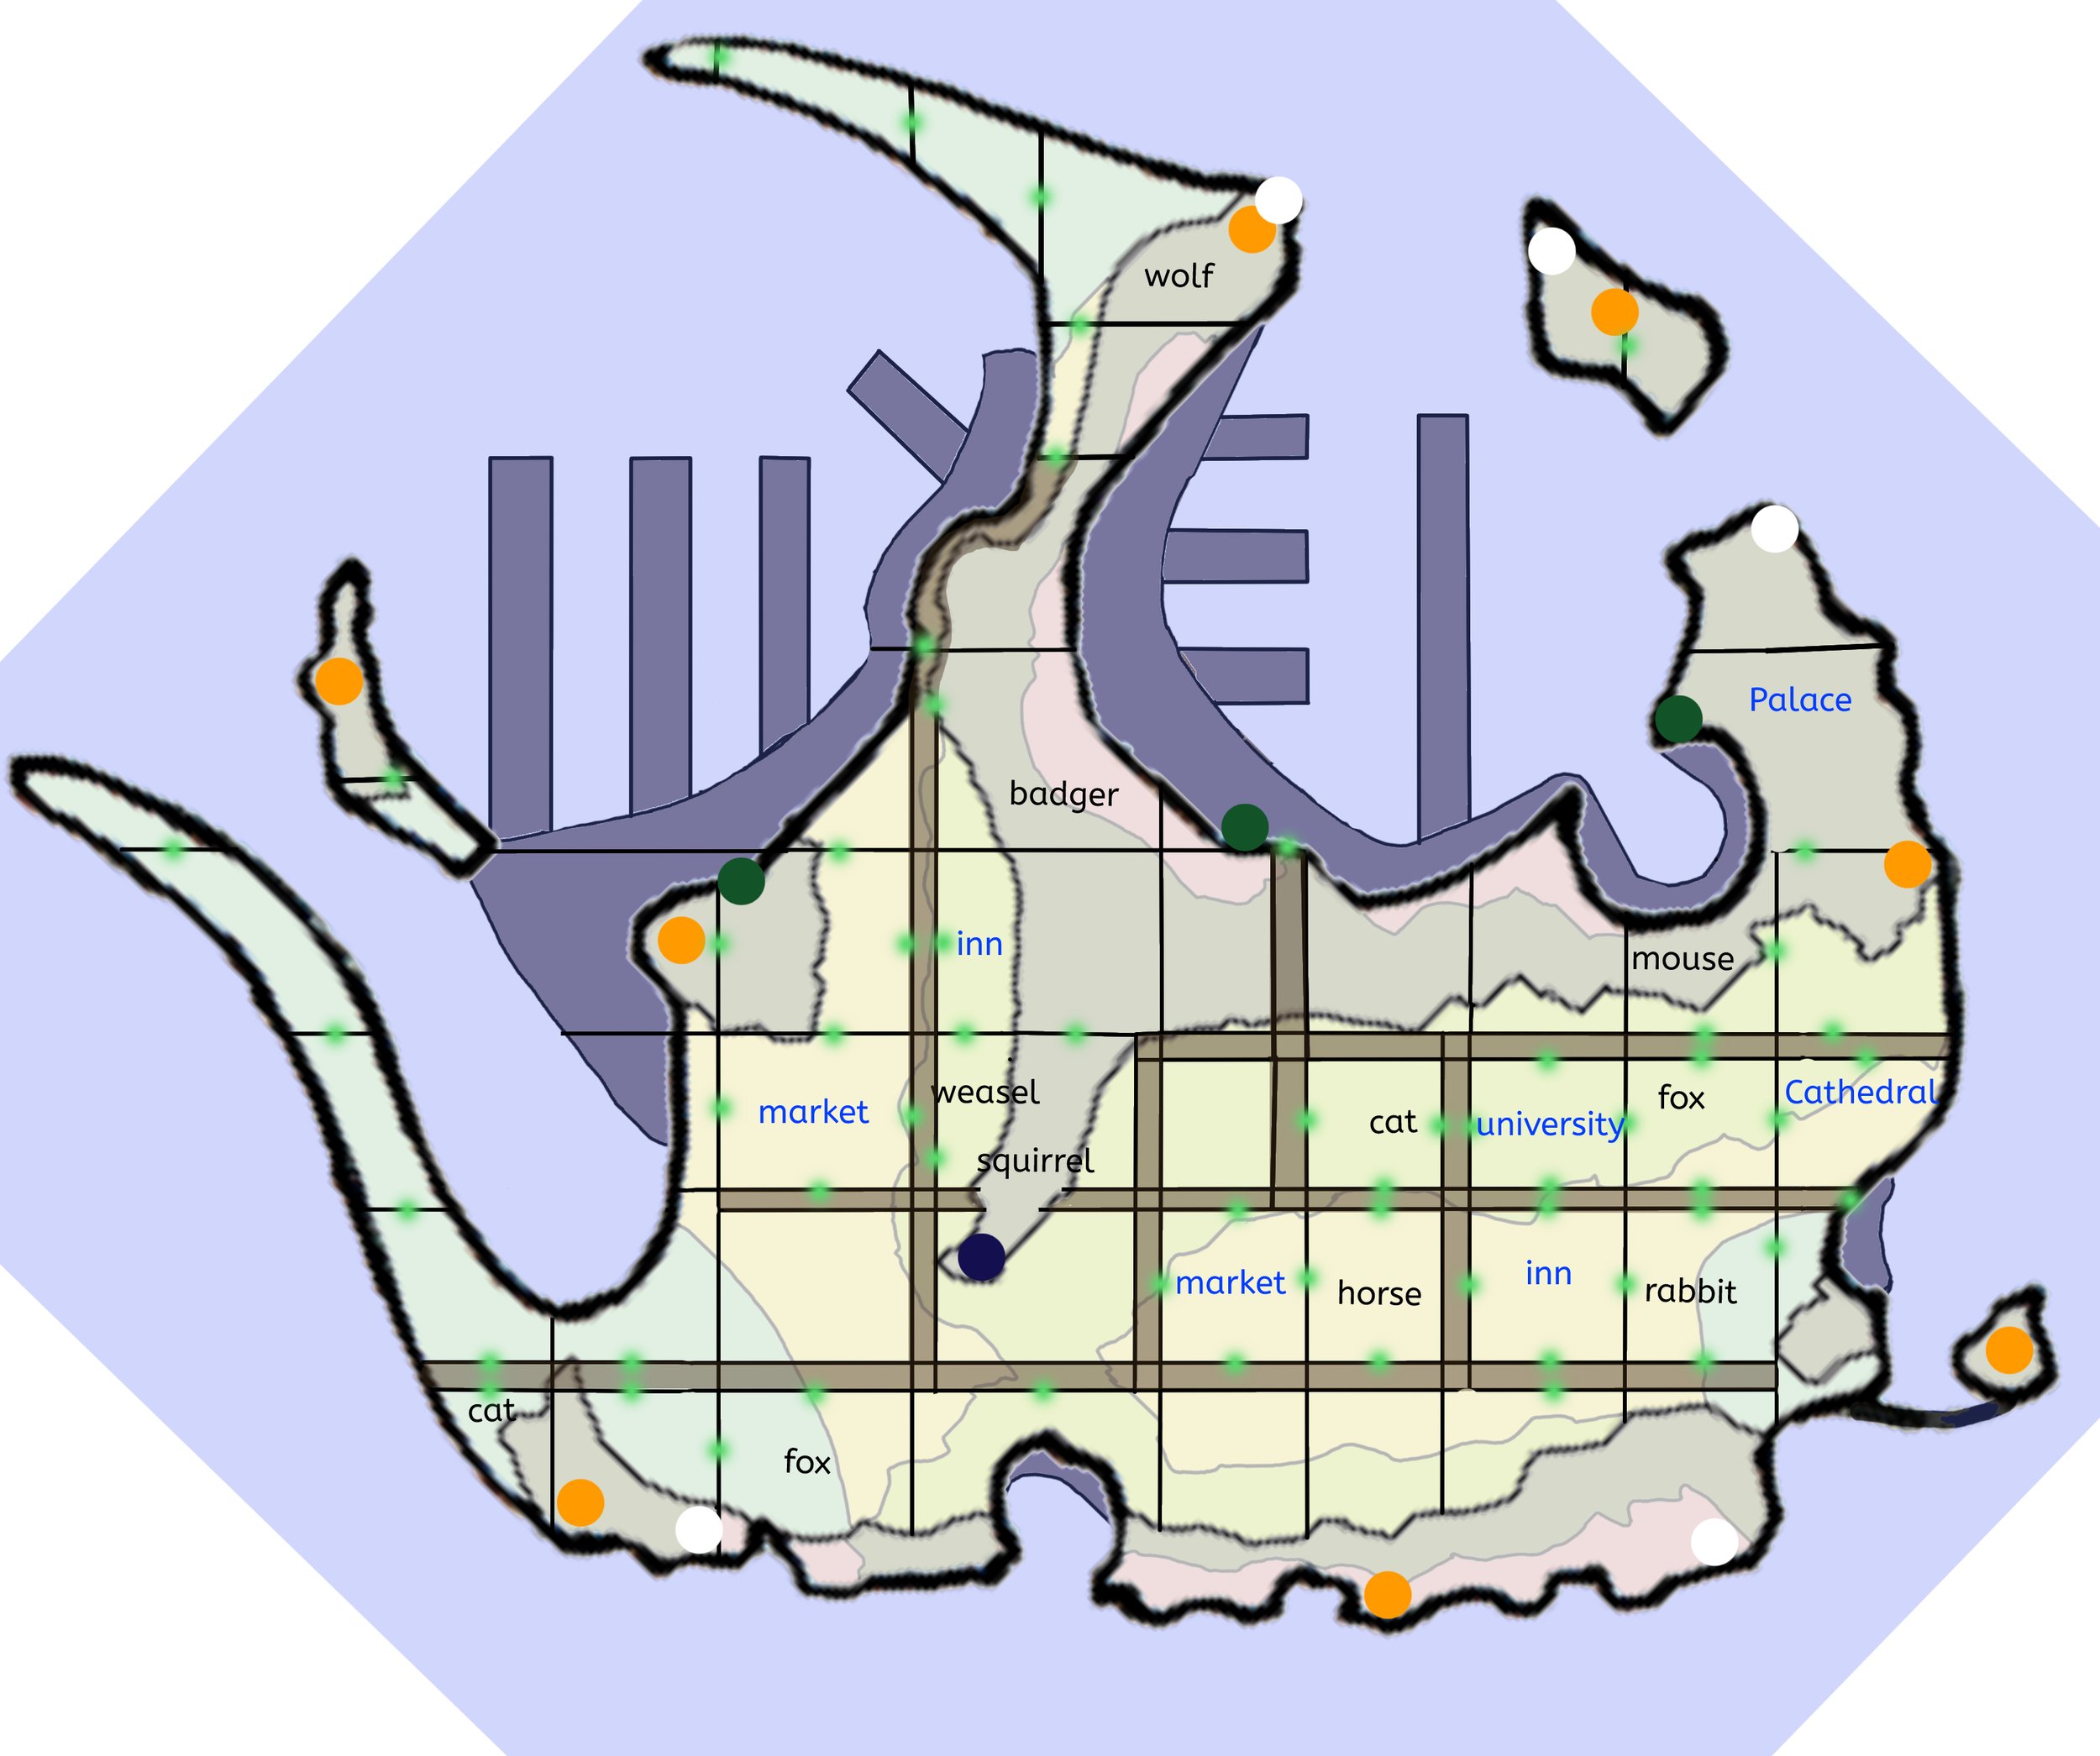 wolf
Palace
badger
inn
mouse
weasel
market
squirrel
cat
university
fox
Cathedral
market
horse
inn
rabbit
cat
fox